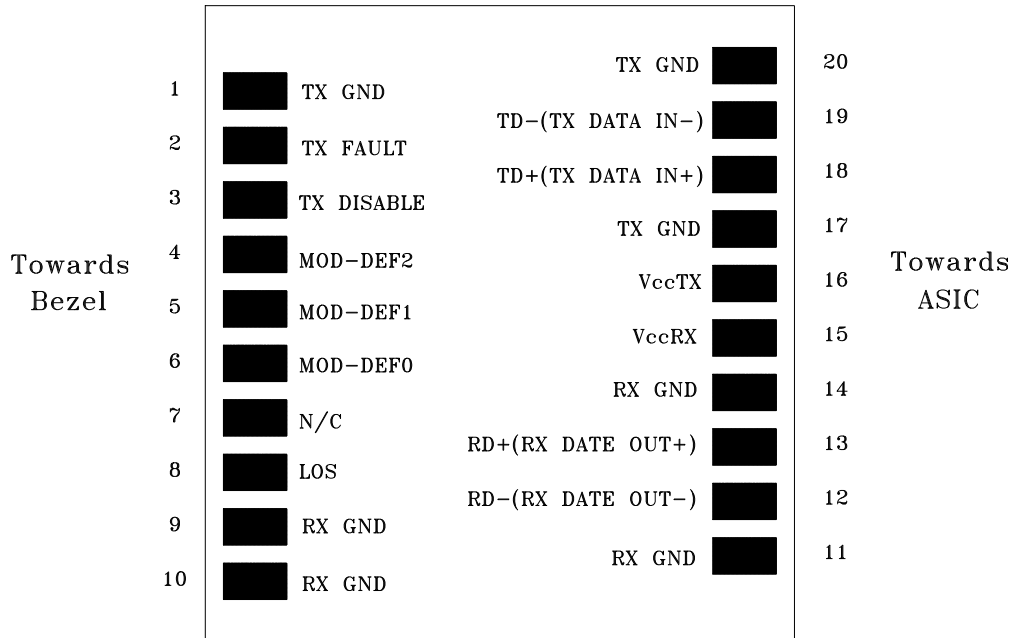 1 TX GND
2 TX FAULT
3 TX DISABLE
4 MOD-DEF2
5 MOD-DEF1
6 MOD-DEF0
7 N/C
8 LOS
9 RX GND
10 RX GND
Towards
Bezel
TX GND 20
TD-(TX DATA IN-) 19
TD+(TX DATA IN+) 18
TX GND 17
VccTX 16
VccRX 15
RX GND 14
RD+(RX DATE OUT+) 13
RD-(RX DATE OUT-) 12
RX GND 11
Towards
ASIC